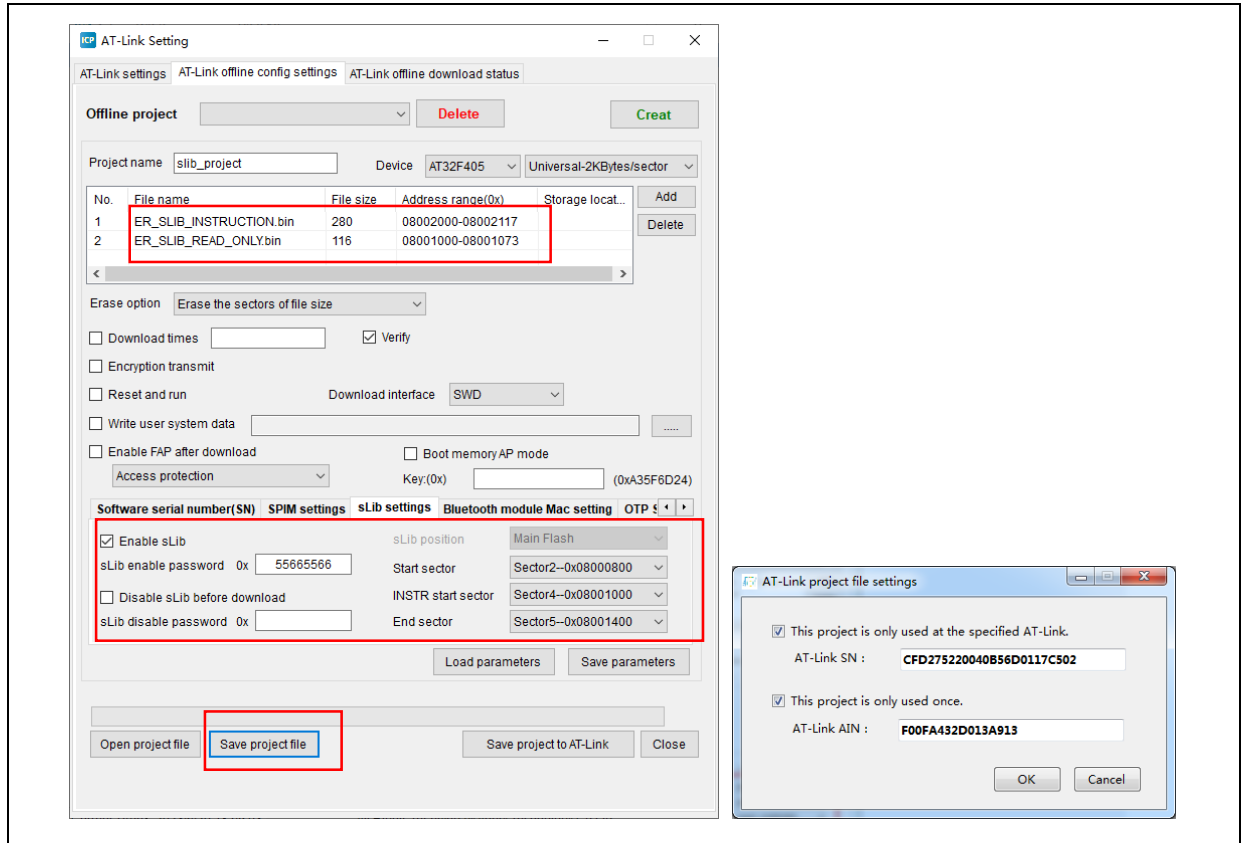 ICP AT-Link Setting
AT-Link settings AT-Link offline config settings AT-Link offline download status
Offline project Delete Creat
Project name slib_project Device AT32F405 Universal-2KBytes/sector
No. File name File size Address range(0x) Storage locat... Add
1 ER_SLIB_INSTRUCTION.bin 280 08002000-08002117 Delete
2 ER_SLIB_READ_ONLY.bin 116 08001000-08001073
Erase option Erase the sectors of file size
Download times Verify
Encryption transmit
Reset and run Download interface SWD
Write user system data .....
Enable FAP after download Boot memory AP mode
Access protection Key:(0x) (0xA35F6D24)
Software serial number(SN) SPIM settings sLib settings Bluetooth module Mac setting OTP
Enable sLib sLib position Main Flash
sLib enable password 0x 55665566 Start sector Sector2--0x08000800
Disable sLib before download INSTR start sector Sector4--0x08001000
sLib disable password 0x End sector Sector5--0x08001400
Load parameters Save parameters
Open project file Save project file Save project to AT-Link Close
AT-Link project file settings
This project is only used at the specified AT-Link.
AT-Link SN : CFD275220040B56D0117C502
This project is only used once.
AT-Link AIN : F00FA432D013A913
OK Cancel